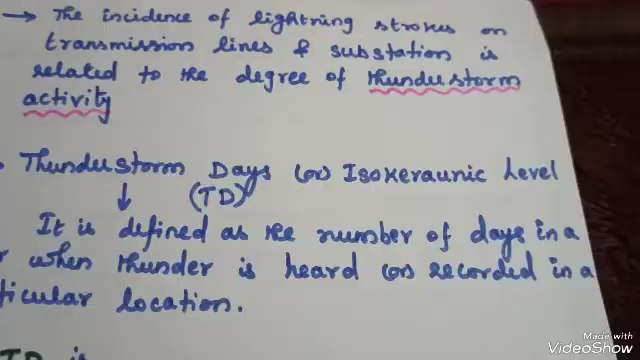 → The incidence of lightning strokes on
transmission lines & substation is
related to the degree of thunderstorm
activity
Thunderstorm Days (or) Isokeraunic Level
(TD)
It is defined as the number of days in a
when thunder is heard (or) recorded in a
ticular location.
TD is
Made with
VideoShow